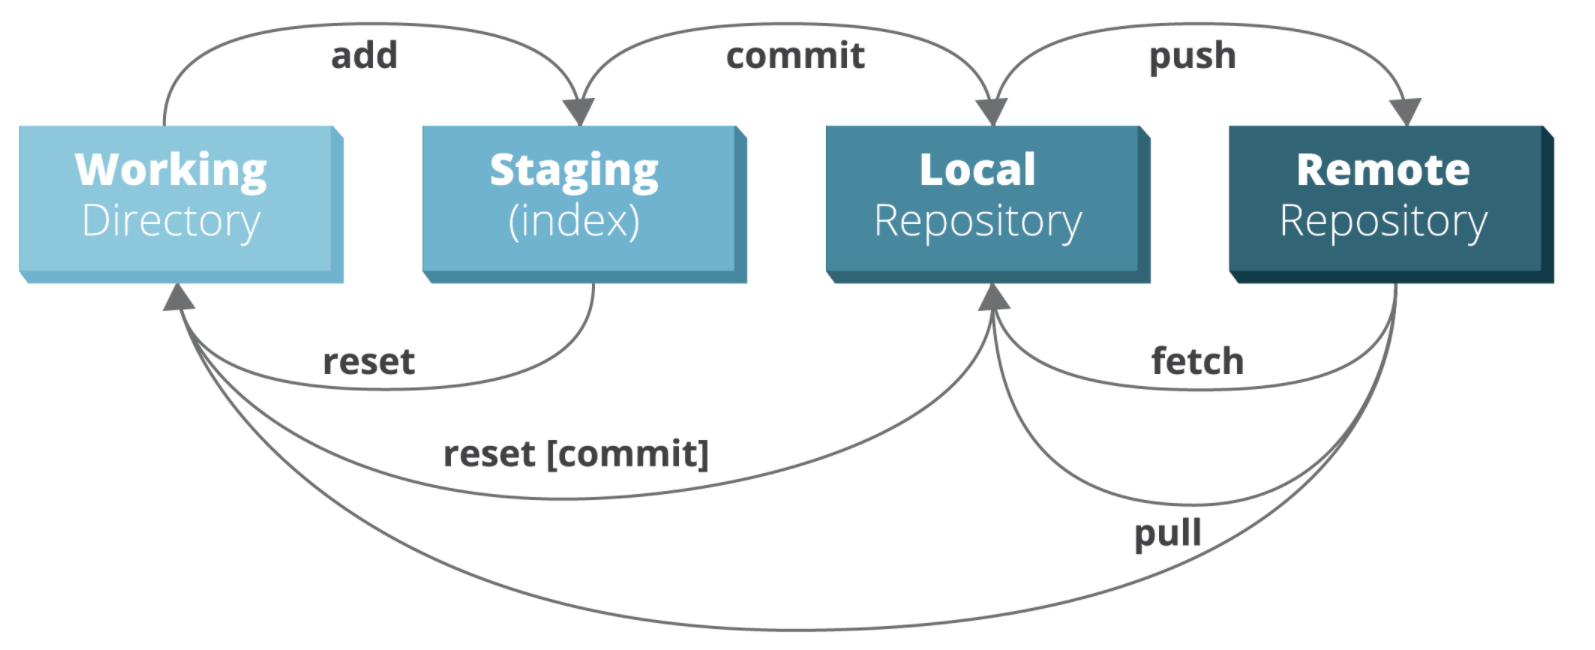 add
commit
push
Working
Directory
Staging
(index)
Local
Repository
Remote
Repository
reset
fetch
reset [commit]
pull